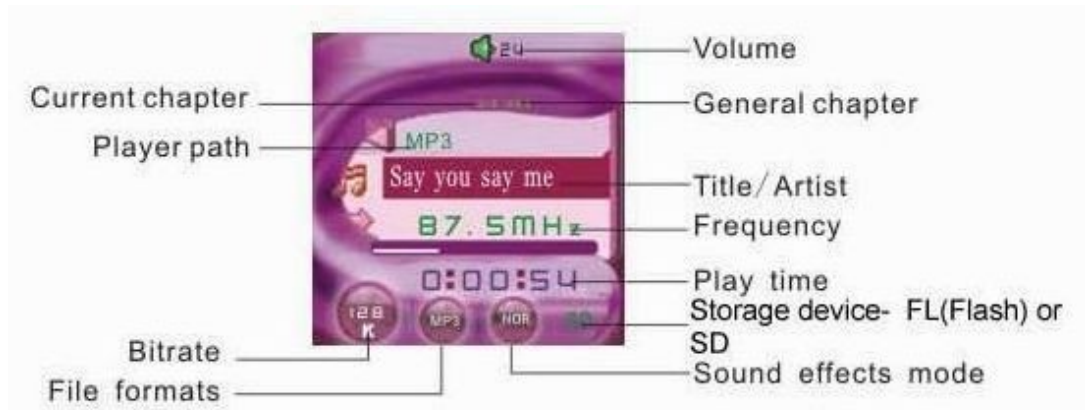 24
Volume
Current chapter
General chapter
Player path
MP3
Say you say me
Title/Artist
87.5MHz
Frequency
0:00:54
Play time
128
K
MP3
NOR
Storage device- FL(Flash) or
SD
Bitrate
Sound effects mode
File formats